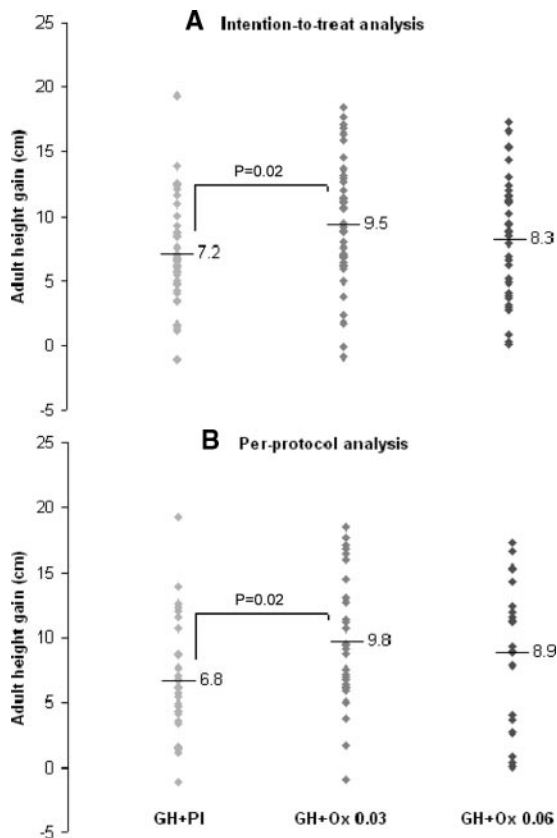 A Intention-to-treat analysis
25
20
15
10
5
0
-5
Adult height gain (cm)
P=0.02
7.2
9.5
8.3
B Per-protocol analysis
25
20
15
10
5
0
-5
Adult height gain (cm)
P=0.02
6.8
9.8
8.9
GH+Pl GH+Ox 0.03 GH+Ox 0.06